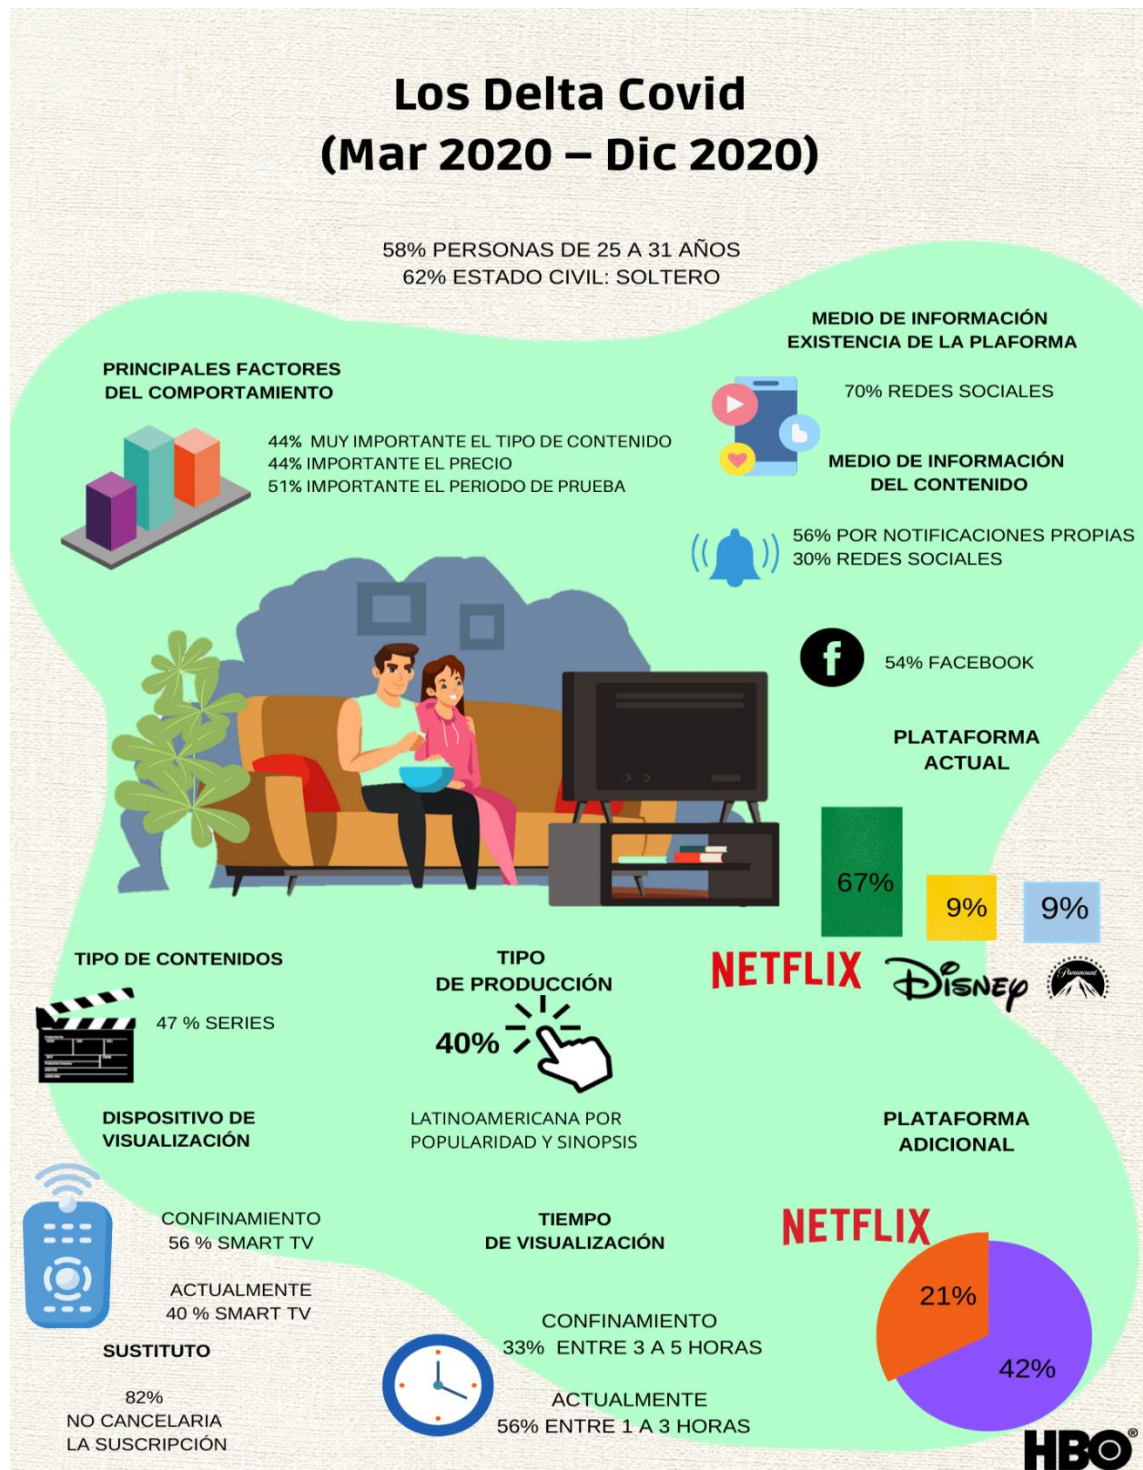 Los Delta Covid
(Mar 2020 – Dic 2020)
58% PERSONAS DE 25 A 31 AÑOS
62% ESTADO CIVIL: SOLTERO
PRINCIPALES FACTORES
DEL COMPORTAMIENTO
44% MUY IMPORTANTE EL TIPO DE CONTENIDO
44% IMPORTANTE EL PRECIO
51% IMPORTANTE EL PERIODO DE PRUEBA
MEDIO DE INFORMACIÓN
EXISTENCIA DE LA PLAFORMA
70% REDES SOCIALES
MEDIO DE INFORMACIÓN
DEL CONTENIDO
56% POR NOTIFICACIONES PROPIAS
30% REDES SOCIALES
f
54% FACEBOOK
PLATAFORMA
ACTUAL
67%
9%
9%
NETFLIX
Disney
Paramount
TIPO DE CONTENIDOS
47 % SERIES
TIPO
DE PRODUCCIÓN
40%
LATINOAMERICANA POR
POPULARIDAD Y SINOPSIS
DISPOSITIVO DE
VISUALIZACIÓN
CONFINAMIENTO
56 % SMART TV
ACTUALMENTE
40 % SMART TV
SUSTITUTO
82%
NO CANCELARIA
LA SUSCRIPCIÓN
TIEMPO
DE VISUALIZACIÓN
CONFINAMIENTO
33% ENTRE 3 A 5 HORAS
ACTUALMENTE
56% ENTRE 1 A 3 HORAS
PLATAFORMA
ADICIONAL
NETFLIX
21%
42%
HBO®